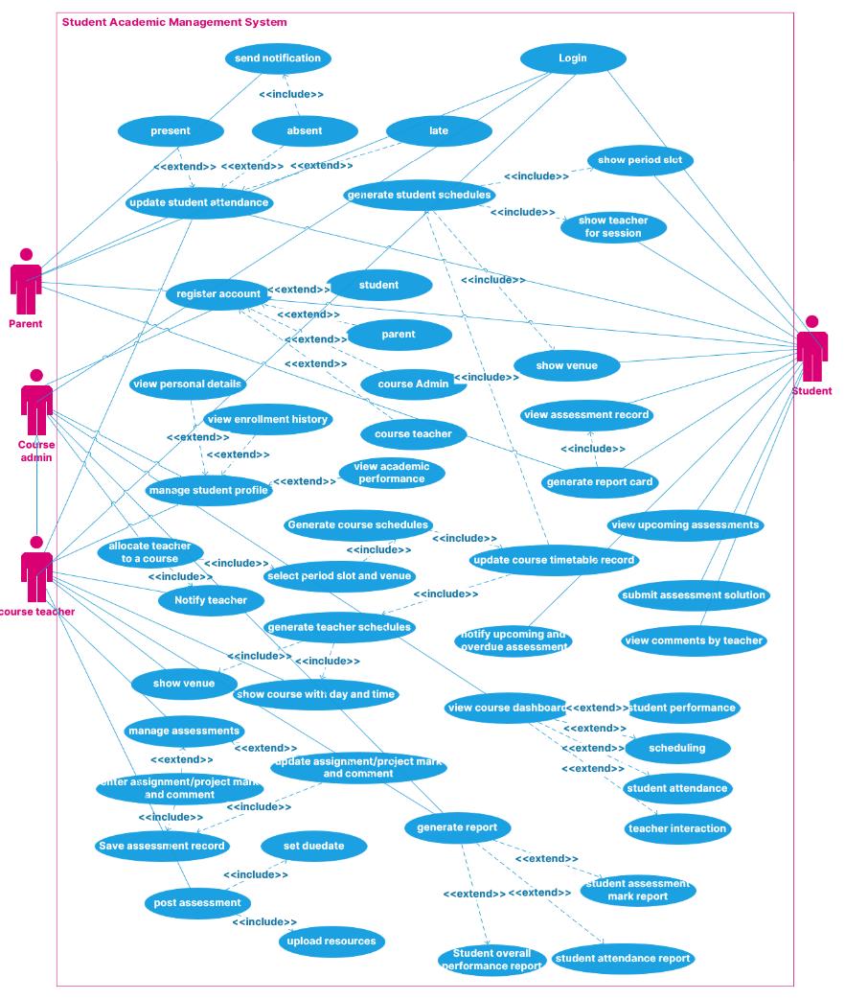 Student Academic Management System
send notification
Login
<<include>>
present
absent
late
<<extend>>
<<extend>>
<<extend>>
show period slot
<<include>>
generate student schedules
update student attendance
<<include>>
show teacher
for session
Parent
<<include>>
register account
<<extend>>
student
<<extend>>
parent
<<extend>>
<<extend>>
show venue
Student
view personal details
course Admin
<<include>>
view enrollment history
view assessment record
course teacher
Course
admin
<<extend>>
<<extend>>
<<include>>
view academic
performance
<<extend>>
manage student profile
generate report card
Generate course schedules
view upcoming assessments
<<include>>
allocate teacher
to a course
<<include>>
<<include>>
update course timetable record
<<include>>
select period slot and venue
course teacher
Notify teacher
<<include>>
submit assessment solution
generate teacher schedules
notify upcoming and
overdue assessment
view comments by teacher
<<include>>
<<include>>
show venue
show course with day and time
view course dashboard
<<extend>>
student performance
manage assessments
<<extend>>
<<extend>>
<<extend>>
scheduling
<<extend>>
update assignment/project mark
and comment
<<extend>>
enter assignment/project mark
and comment
student attendance
<<include>>
<<include>>
generate report
teacher interaction
Save assessment record
set duedate
<<extend>>
<<include>>
student assessment
mark report
<<extend>>
<<extend>>
post assessment
<<include>>
upload resources
Student overall
performance report
student attendance report